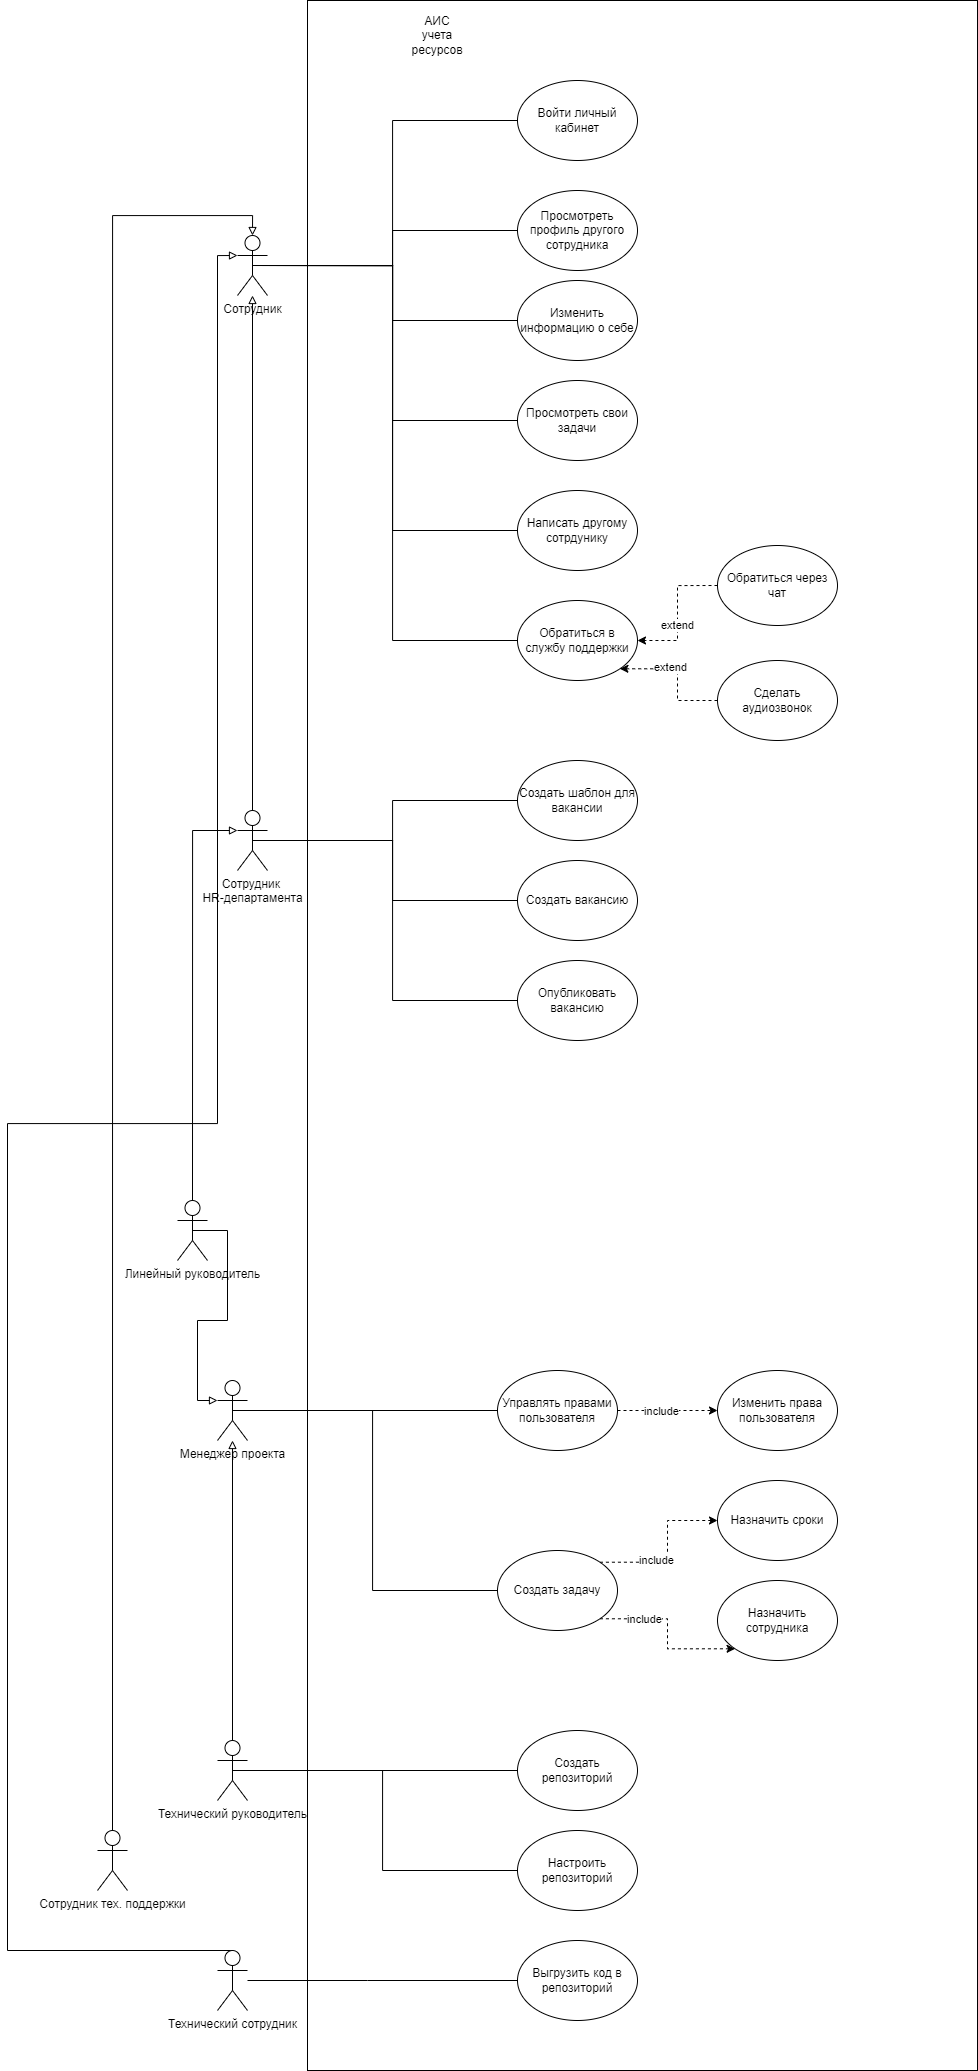 АИС
учета
ресурсов
Войти личный
кабинет
Просмотреть
профиль другого
сотрудника
Сотрудник
Изменить
информацию о себе
Просмотреть свои
задачи
Написать другому
сотрдунику
Обратиться через
чат
extend
Обратиться в
службу поддержки
extend
Сделать
аудиозвонок
Создать шаблон для
вакансии
Сотрудник
HR-департамента
Создать вакансию
Опубликовать
вакансию
Линейный руководитель
Управлять правами
пользователя
include
Изменить права
пользователя
Менеджер проекта
Назначить сроки
include
Создать задачу
include
Назначить
сотрудника
Создать
репозиторий
Технический руководитель
Настроить
репозиторий
Сотрудник тех. поддержки
Выгрузить код в
репозиторий
Технический сотрудник